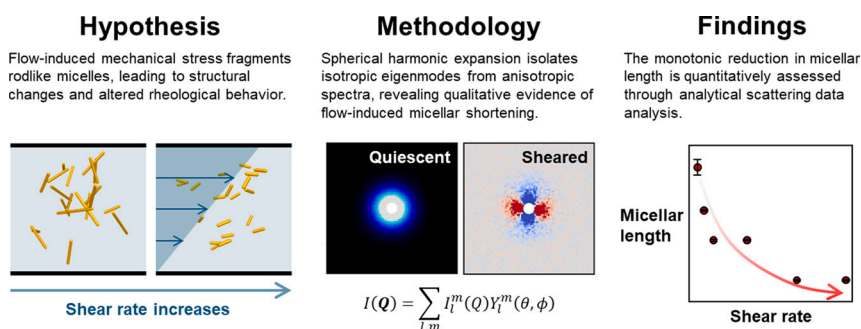 Hypothesis
Flow-induced mechanical stress fragments
rodlike micelles, leading to structural
changes and altered rheological behavior.
Shear rate increases
Methodology
Spherical harmonic expansion isolates
isotropic eigenmodes from anisotropic
spectra, revealing qualitative evidence of
flow-induced micellar shortening.
Quiescent
Sheared
I(Q) = ∑ I_l^m(Q)Y_l^m(θ, ϕ)
l,m
Findings
The monotonic reduction in micellar
length is quantitatively assessed
through analytical scattering data
analysis.
Micellar
length
Shear rate